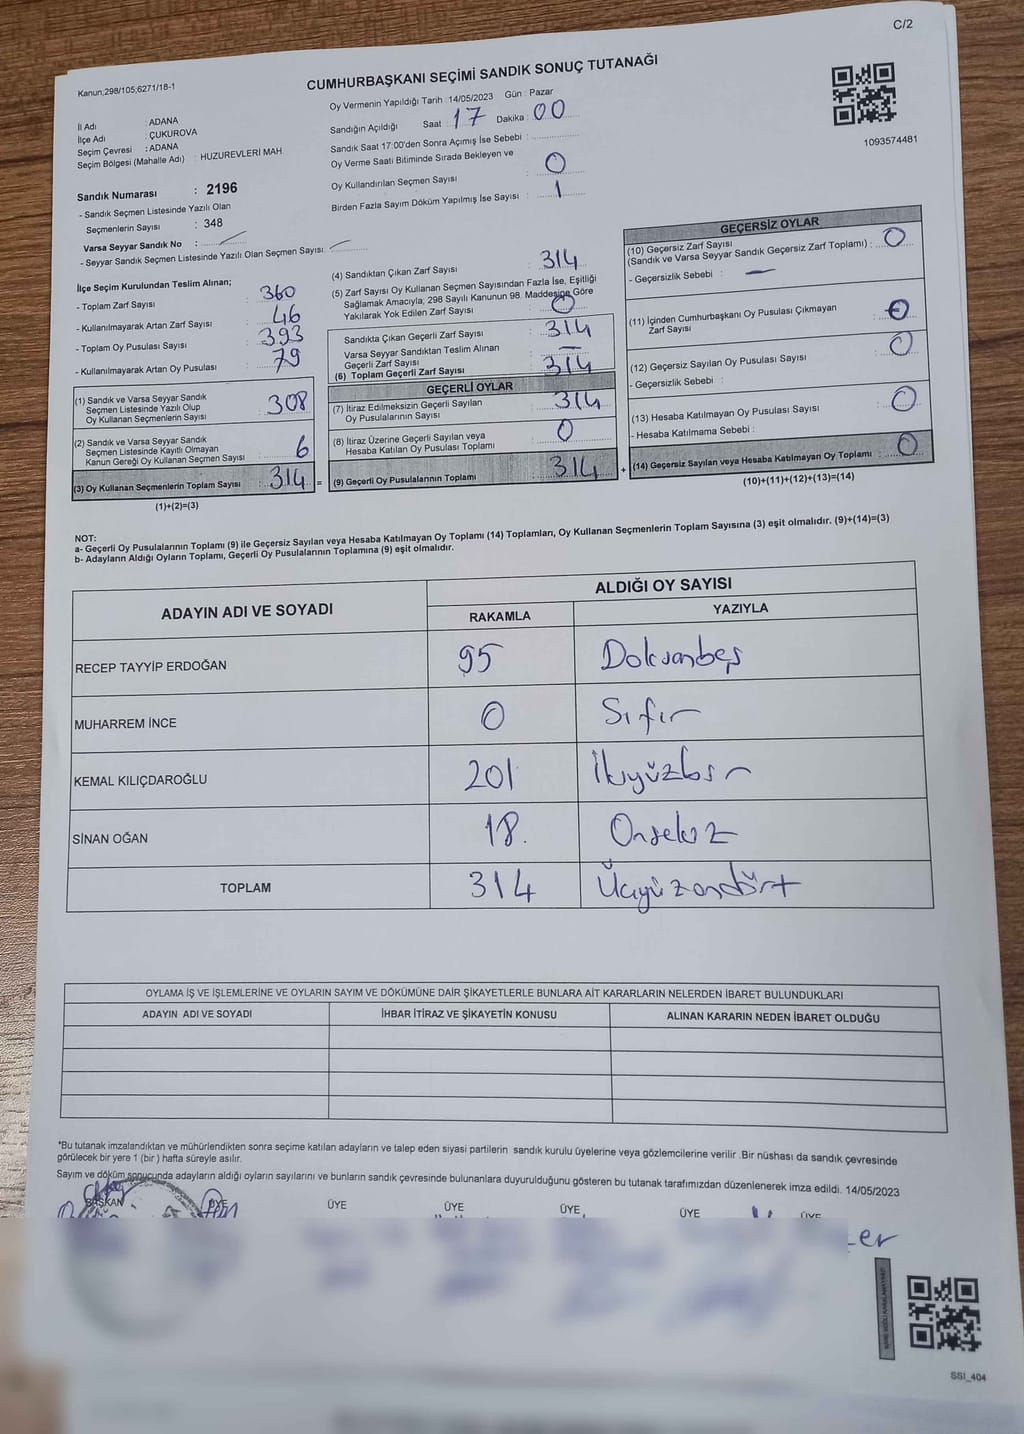 C/2
Kanun;298/105;6271/18-1
CUMHURBAŞKANI SEÇİMİ SANDIK SONUÇ TUTANAĞI
Oy Vermenin Yapıldığı Tarih :14/05/2023 Gün : Pazar
Sandığın Açıldığı Saat : 17 Dakika : 00
Sandık Saat 17:00'den Sonra Açımış İse Sebebi :
Oy Verme Saati Bitiminde Sırada Bekleyen ve
Oy Kullandırılan Seçmen Sayısı : 0
Birden Fazla Sayım Döküm Yapılmış İse Sayısı : 1
1093574481
İl Adı : ADANA
İlçe Adı : ÇUKUROVA
Seçim Çevresi : ADANA
Seçim Bölgesi (Mahalle Adı) : HUZUREVLERİ MAH.
Sandık Numarası : 2196
- Sandık Seçmen Listesinde Yazılı Olan
Seçmenlerin Sayısı : 348
Varsa Seyyar Sandık No :
- Seyyar Sandık Seçmen Listesinde Yazılı Olan Seçmen Sayısı:
İlçe Seçim Kurulundan Teslim Alınan;
- Toplam Zarf Sayısı : 360
- Kullanılmayarak Artan Zarf Sayısı : 46
- Toplam Oy Pusulası Sayısı : 393
- Kullanılmayarak Artan Oy Pusulası : 79
(1) Sandık ve Varsa Seyyar Sandık
Seçmen Listesinde Yazılı Olup
Oy Kullanan Seçmenlerin Sayısı : 308
(2) Sandık ve Varsa Seyyar Sandık
Seçmen Listesinde Kayıtlı Olmayan
Kanun Gereği Oy Kullanan Seçmen Sayısı : 6
(3) Oy Kullanan Seçmenlerin Toplam Sayısı : 314 =
(1)+(2)=(3)
(4) Sandıktan Çıkan Zarf Sayısı : 314
(5) Zarf Sayısı Oy Kullanan Seçmen Sayısından Fazla İse, Eşitliği
Sağlamak Amacıyla, 298 Sayılı Kanunun 98. Maddesine Göre
Yakılarak Yok Edilen Zarf Sayısı : 0
Sandıkta Çıkan Geçerli Zarf Sayısı : 314
Varsa Seyyar Sandıktan Teslim Alınan
Geçerli Zarf Sayısı : —
(6) Toplam Geçerli Zarf Sayısı : 314
GEÇERLİ OYLAR
(7) İtiraz Edilmeksizin Geçerli Sayılan
Oy Pusulalarının Sayısı : 314
(8) İtiraz Üzerine Geçerli Sayılan veya
Hesaba Katılan Oy Pusulası Toplamı : 0
(9) Geçerli Oy Pusulalarının Toplamı : 314 +
GEÇERSİZ OYLAR
(10) Geçersiz Zarf Sayısı
(Sandık ve Varsa Seyyar Sandık Geçersiz Zarf Toplamı) : 0
- Geçersizlik Sebebi : —
(11) İçinden Cumhurbaşkanı Oy Pusulası Çıkmayan
Zarf Sayısı : 0
(12) Geçersiz Sayılan Oy Pusulası Sayısı : 0
- Geçersizlik Sebebi :
(13) Hesaba Katılmayan Oy Pusulası Sayısı : 0
- Hesaba Katılmama Sebebi :
(14) Geçersiz Sayılan veya Hesaba Katılmayan Oy Toplamı : 0
(10)+(11)+(12)+(13)=(14)
NOT:
a- Geçerli Oy Pusulalarının Toplamı (9) ile Geçersiz Sayılan veya Hesaba Katılmayan Oy Toplamı (14) Toplamları, Oy Kullanan Seçmenlerin Toplam Sayısına (3) eşit olmalıdır. (9)+(14)=(3)
b- Adayların Aldığı Oyların Toplamı, Geçerli Oy Pusulalarının Toplamına (9) eşit olmalıdır.
ADAYIN ADI VE SOYADI
ALDIĞI OY SAYISI
RAKAMLA YAZIYLA
RECEP TAYYİP ERDOĞAN 95 Doksanbeş
MUHARREM İNCE 0 Sıfır
KEMAL KILIÇDAROĞLU 201 İkiyüzbir
SİNAN OĞAN 18. Onsekiz
TOPLAM 314 Üçyüzondört
OYLAMA İŞ VE İŞLEMLERİNE VE OYLARIN SAYIM VE DÖKÜMÜNE DAİR ŞİKAYETLERLE BUNLARA AİT KARARLARIN NELERDEN İBARET BULUNDUKLARI
ADAYIN ADI VE SOYADI İHBAR İTİRAZ VE ŞİKAYETİN KONUSU ALINAN KARARIN NEDEN İBARET OLDUĞU
*Bu tutanak imzalandıktan ve mühürlendikten sonra seçime katılan adayların ve talep eden siyasi partilerin sandık kurulu üyelerine veya gözlemcilerine verilir .Bir nüshası da sandık çevresinde
görülecek bir yere 1 (bir ) hafta süreyle asılır.
Sayım ve döküm sonucunda adayların aldığı oyların sayılarını ve bunların sandık çevresinde bulunanlara duyurulduğunu gösteren bu tutanak tarafımızdan düzenlenerek imza edildi. 14/05/2023
BAŞKAN ÜYE ÜYE ÜYE ÜYE ÜYE ÜYE
SSI_404